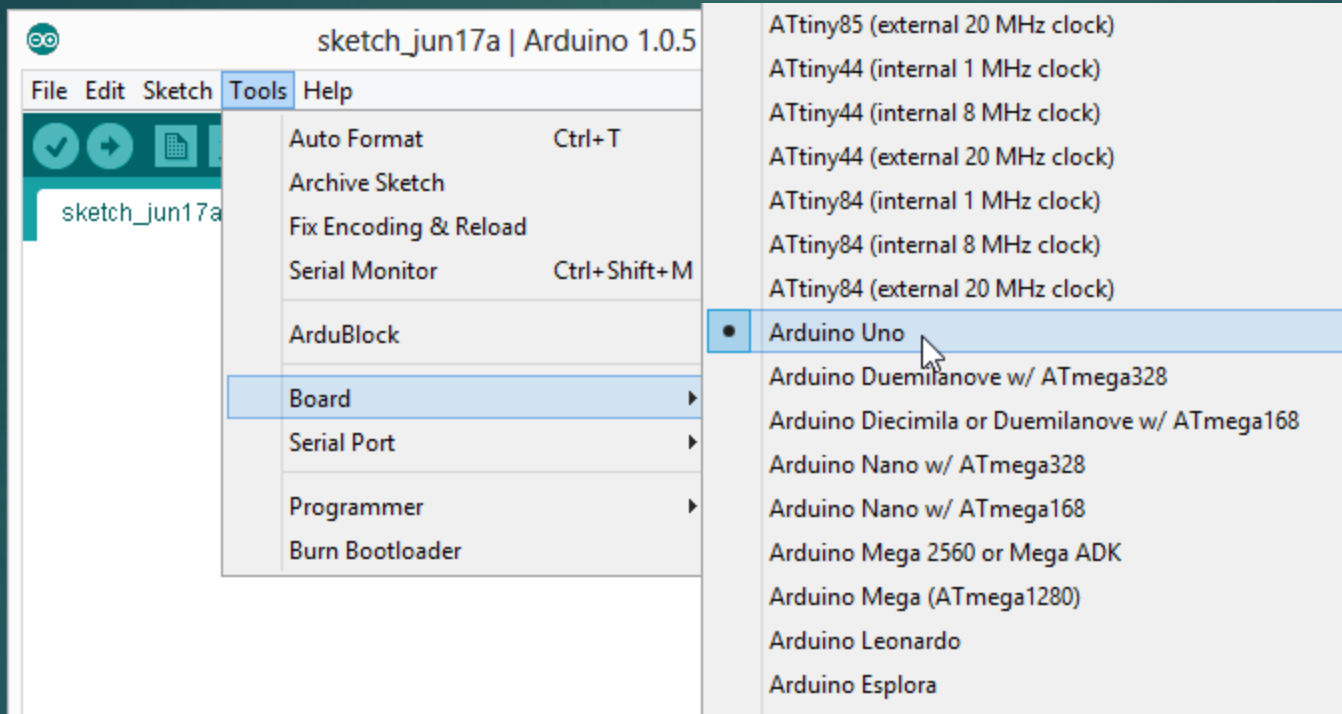 sketch_jun17a | Arduino 1.0.5
File Edit Sketch Tools Help
sketch_jun17a
Auto Format Ctrl+T
Archive Sketch
Fix Encoding & Reload
Serial Monitor Ctrl+Shift+M
ArduBlock
Board
Serial Port
Programmer
Burn Bootloader
ATtiny85 (external 20 MHz clock)
ATtiny44 (internal 1 MHz clock)
ATtiny44 (internal 8 MHz clock)
ATtiny44 (external 20 MHz clock)
ATtiny84 (internal 1 MHz clock)
ATtiny84 (internal 8 MHz clock)
ATtiny84 (external 20 MHz clock)
Arduino Uno
Arduino Duemilanove w/ ATmega328
Arduino Diecimila or Duemilanove w/ ATmega168
Arduino Nano w/ ATmega328
Arduino Nano w/ ATmega168
Arduino Mega 2560 or Mega ADK
Arduino Mega (ATmega1280)
Arduino Leonardo
Arduino Esplora